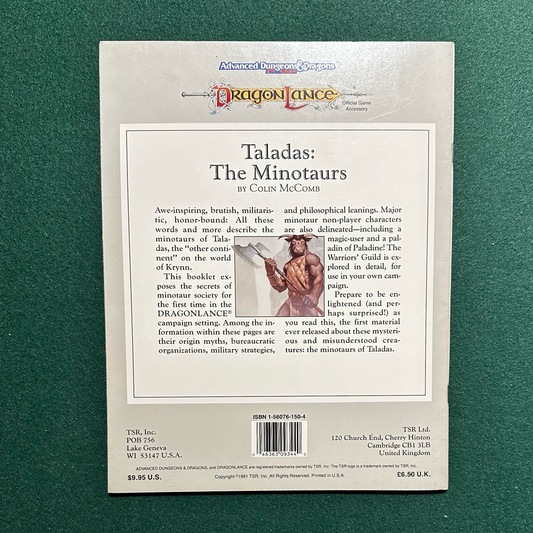 Advanced Dungeons & Dragons
DRAGONLANCE
Official Game
Accessory
Taladas:
The Minotaurs
BY COLIN MCCOMB
Awe-inspiring, brutish, militaris-
tic, honor-bound: All these
words and more describe the
minotaurs of Tala-
das, the "other conti-
nent" on the world
of Krynn.
This booklet ex-
poses the secrets of
minotaur society for
the first time in the
DRAGONLANCE®
campaign setting. Among the in-
formation within these pages are
their origin myths, bureaucratic
organizations, military strategies,
and philosophical leanings. Major
minotaur non-player characters
are also delineated—including a
magic-user and a pal-
adin of Paladine! The
Warriors' Guild is ex-
plored in detail, for
use in your own cam-
paign.
Prepare to be en-
lightened (and per-
haps surprised!) as
you read this, the first material
ever released about these mysteri-
ous and misunderstood crea-
tures: the minotaurs of Taladas.
ISBN 1-56076-150-4
TSR, Inc.
POB 756
Lake Geneva
WI 53147 U.S.A.
TSR Ltd.
120 Church End, Cherry Hinton
Cambridge CB1 3LB
United Kingdom
0 46363 09344 0
ADVANCED DUNGEONS & DRAGONS, and DRAGONLANCE are registered trademarks owned by TSR, Inc. The TSR logo is a trademark owned by TSR, Inc.
$9.95 U.S.
Copyright ©1991 TSR, Inc. All Rights Reserved. Printed in U.S.A.
£6.50 U.K.